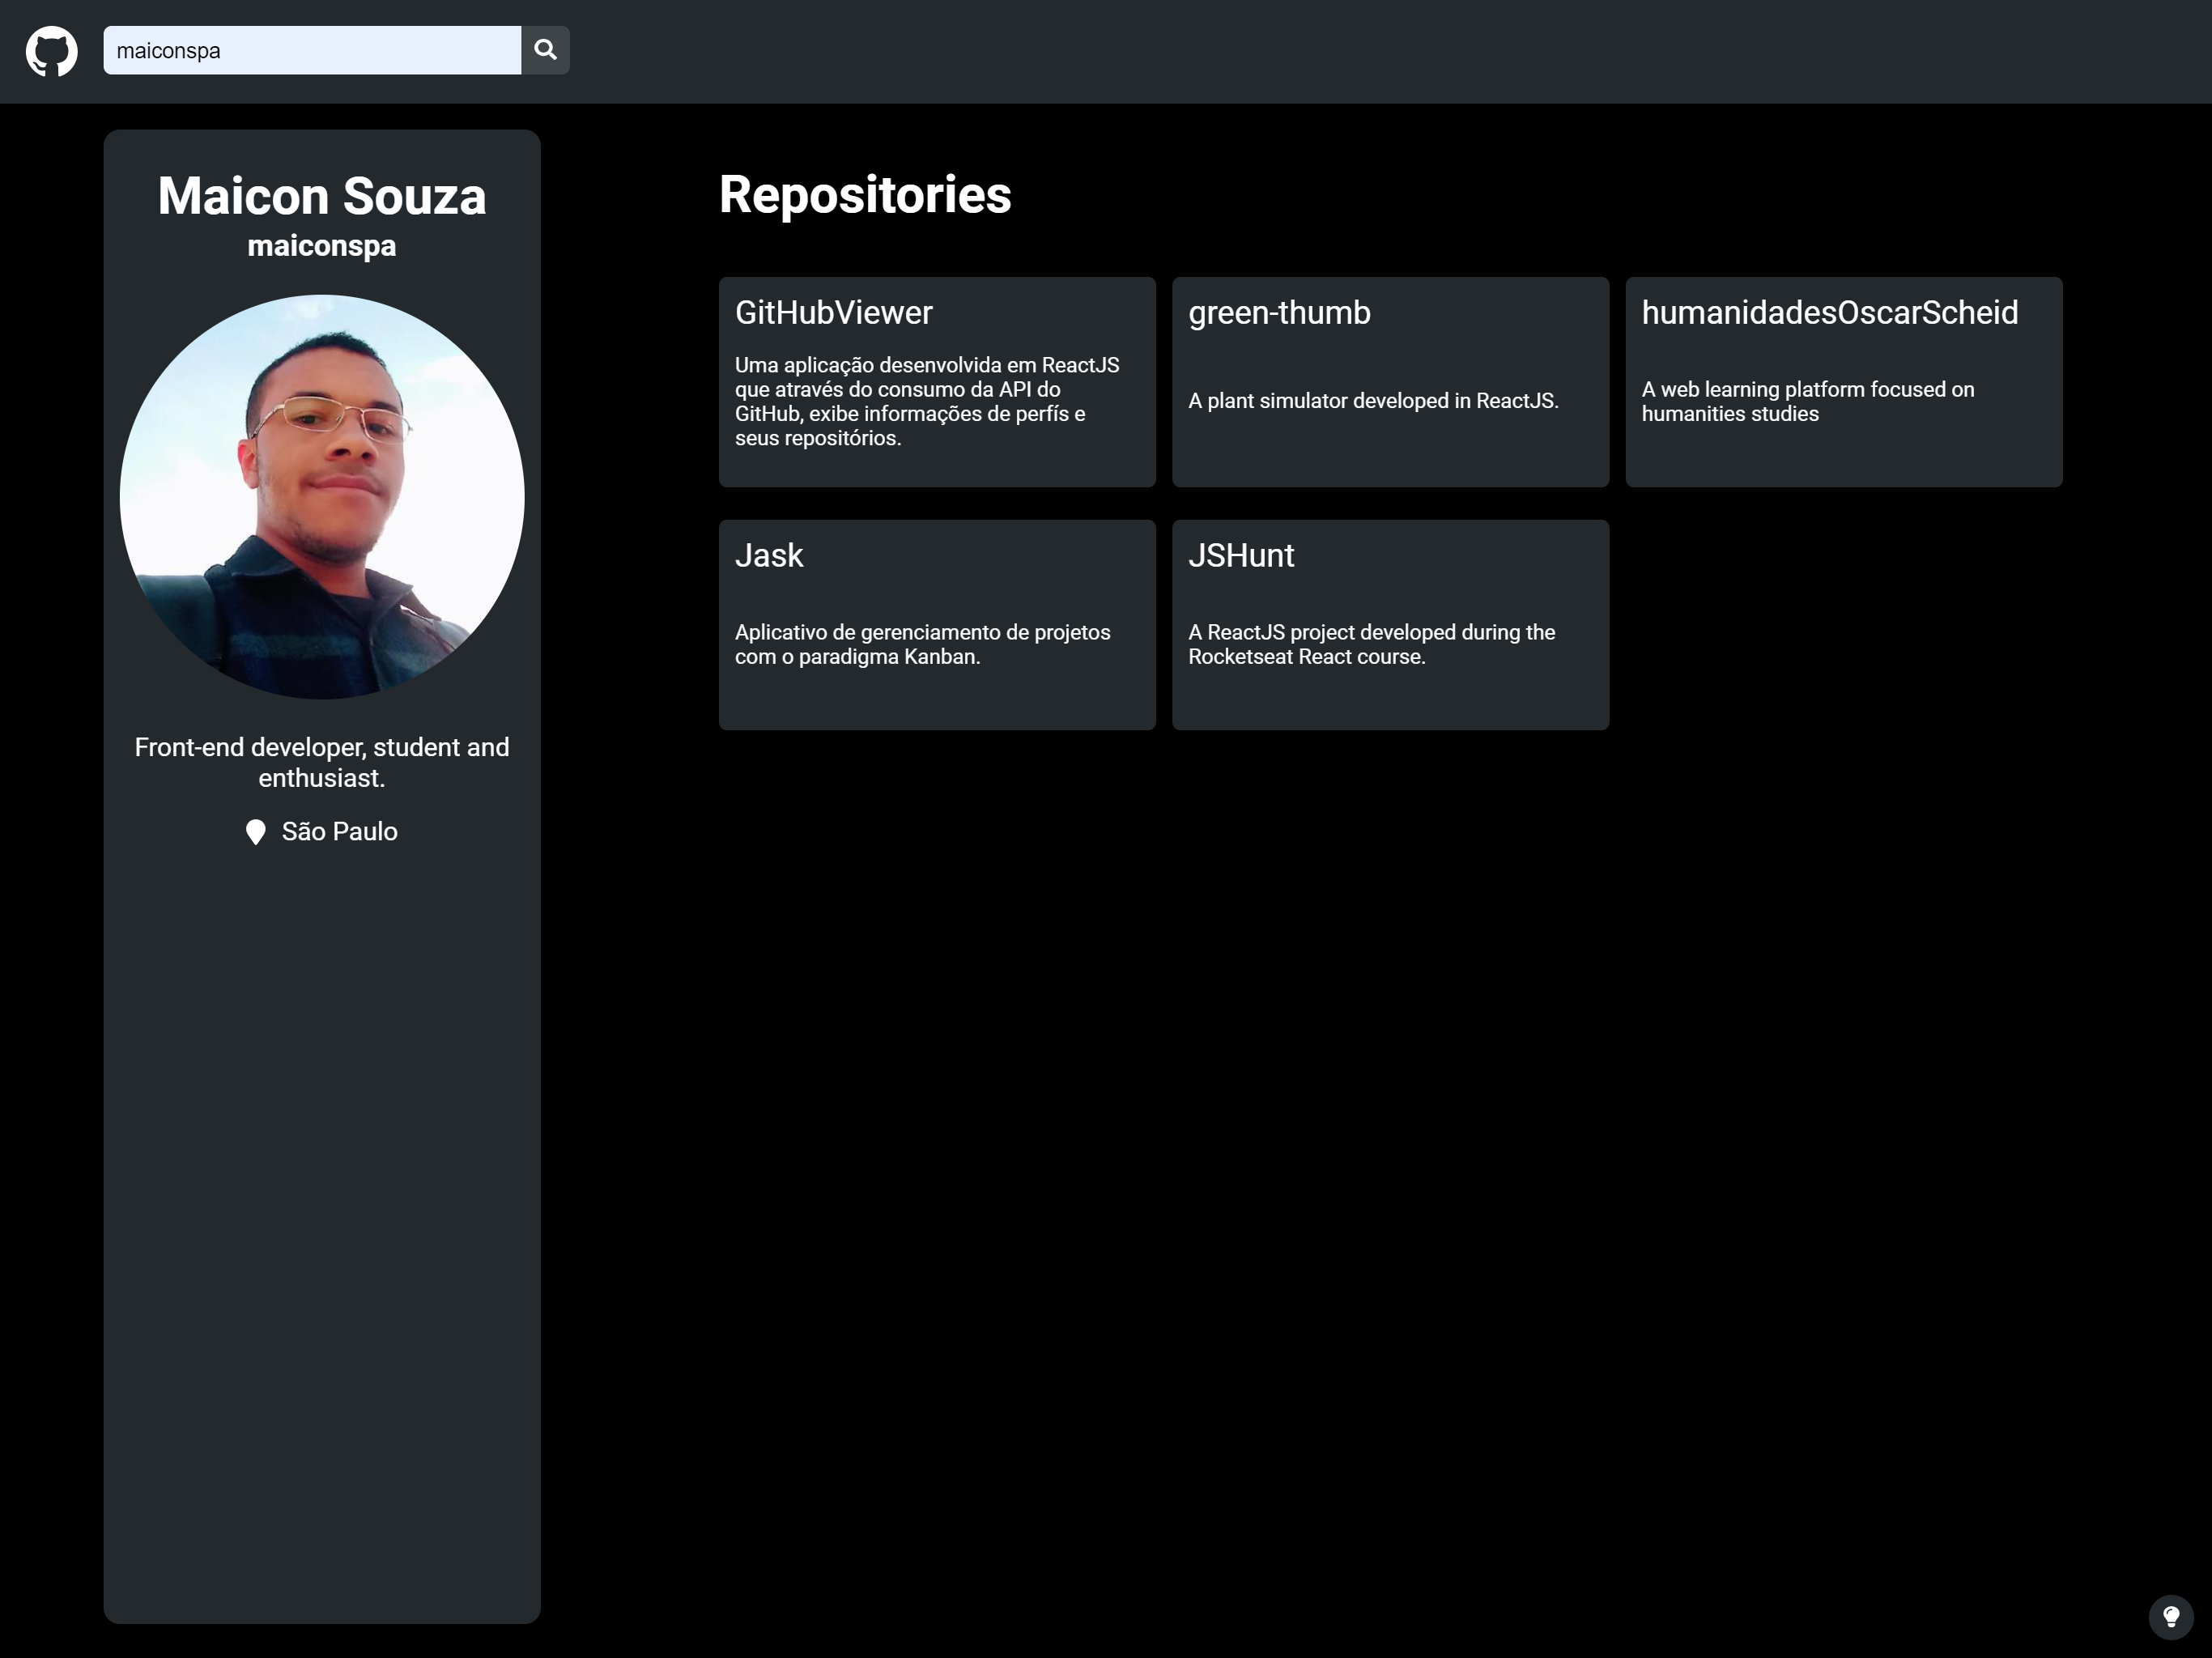 maiconspa
Maicon Souza
maiconspa
Front-end developer, student and
enthusiast.
São Paulo
Repositories
GitHubViewer
Uma aplicação desenvolvida em ReactJS
que através do consumo da API do
GitHub, exibe informações de perfís e
seus repositórios.
green-thumb
A plant simulator developed in ReactJS.
humanidadesOscarScheid
A web learning platform focused on
humanities studies
Jask
Aplicativo de gerenciamento de projetos
com o paradigma Kanban.
JSHunt
A ReactJS project developed during the
Rocketseat React course.